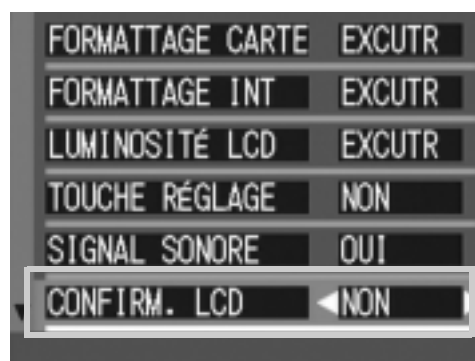 FORMATTAGE CARTE EXCUTR
FORMATTAGE INT EXCUTR
LUMINOSITÉ LCD EXCUTR
TOUCHE RÉGLAGE NON
SIGNAL SONORE OUI
CONFIRM. LCD NON